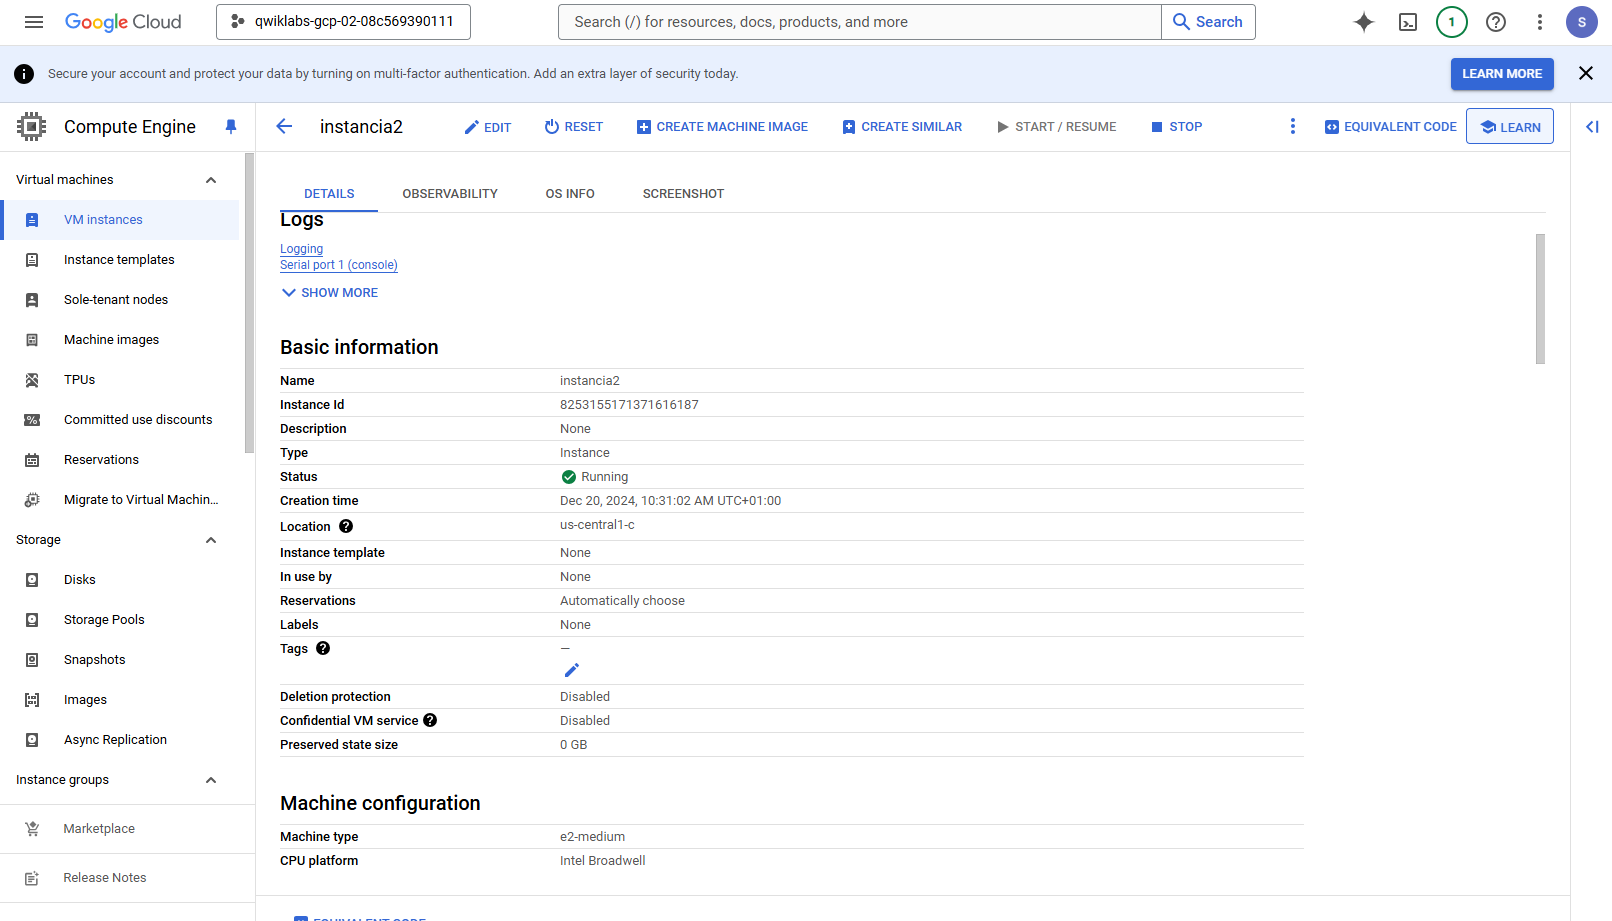 Google Cloud
qwiklabs-gcp-02-08c569390111
Search (/) for resources, docs, products, and more
Search
1
S
Secure your account and protect your data by turning on multi-factor authentication. Add an extra layer of security today.
LEARN MORE
Compute Engine
instancia2
EDIT
RESET
CREATE MACHINE IMAGE
CREATE SIMILAR
START / RESUME
STOP
EQUIVALENT CODE
LEARN
Virtual machines
VM instances
Instance templates
Sole-tenant nodes
Machine images
TPUs
Committed use discounts
Reservations
Migrate to Virtual Machin...
Storage
Disks
Storage Pools
Snapshots
Images
Async Replication
Instance groups
Marketplace
Release Notes
DETAILS
OBSERVABILITY
OS INFO
SCREENSHOT
Logs
Logging
Serial port 1 (console)
SHOW MORE
Basic information
Name instancia2
Instance Id 8253155171371616187
Description None
Type Instance
Status Running
Creation time Dec 20, 2024, 10:31:02 AM UTC+01:00
Location us-central1-c
Instance template None
In use by None
Reservations Automatically choose
Labels None
Tags —
Deletion protection Disabled
Confidential VM service Disabled
Preserved state size 0 GB
Machine configuration
Machine type e2-medium
CPU platform Intel Broadwell
EQUIVALENT CODE